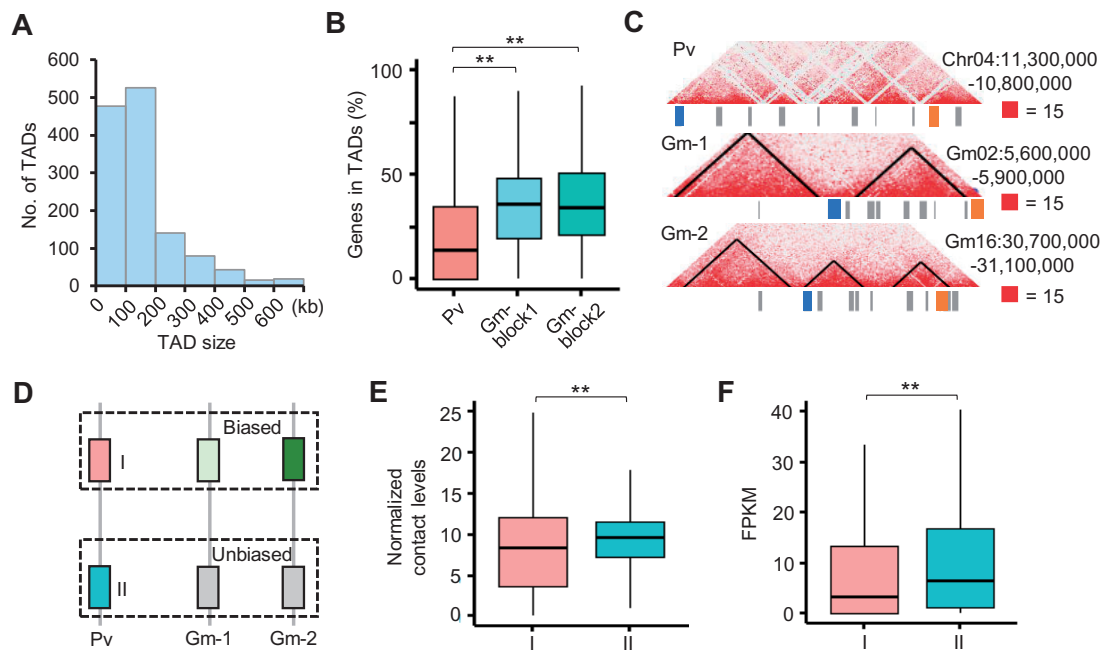 A
600
500
400
300
200
100
0
No. of TADs
0
100
200
300
400
500
600
(kb)
TAD size
B
**
**
100
50
0
Genes in TADs (%)
Pv
Gm-
block1
Gm-
block2
C
Pv
Chr04:11,300,000
-10,800,000
= 15
Gm-1
Gm02:5,600,000
-5,900,000
= 15
Gm-2
Gm16:30,700,000
-31,100,000
= 15
D
Biased
I
Unbiased
II
Pv
Gm-1
Gm-2
E
**
25
20
15
10
5
0
Normalized
contact levels
I
II
F
**
40
30
20
10
0
FPKM
I
II